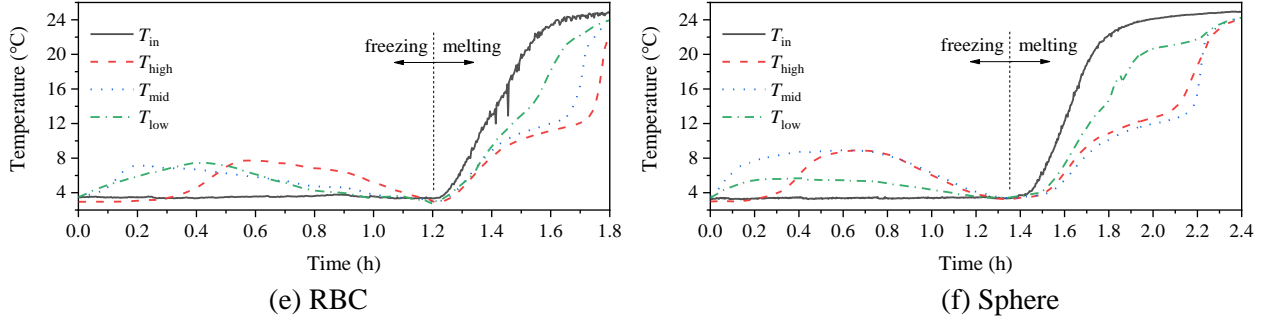 24
20
16
12
8
4
Temperature (°C)
T_in
T_high
T_mid
T_low
freezing melting
0.0 0.2 0.4 0.6 0.8 1.0 1.2 1.4 1.6 1.8
Time (h)
(e) RBC
24
20
16
12
8
4
Temperature (°C)
T_in
T_high
T_mid
T_low
freezing melting
0.0 0.2 0.4 0.6 0.8 1.0 1.2 1.4 1.6 1.8 2.0 2.2 2.4
Time (h)
(f) Sphere